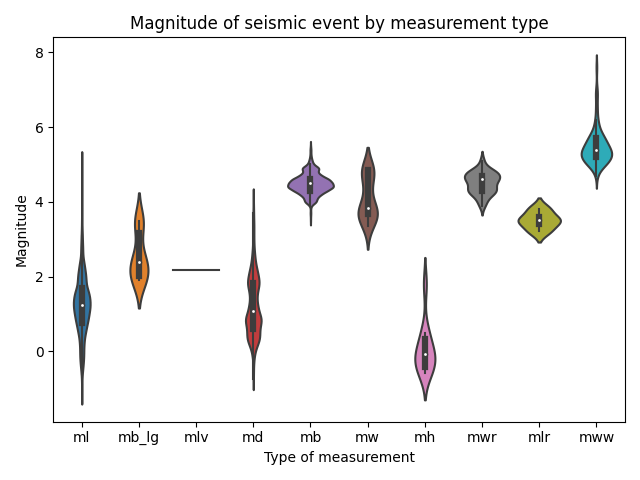 Magnitude of seismic event by measurement type
Magnitude
8
6
4
2
0
ml mb_lg mlv md mb mw mh mwr mlr mww
Type of measurement